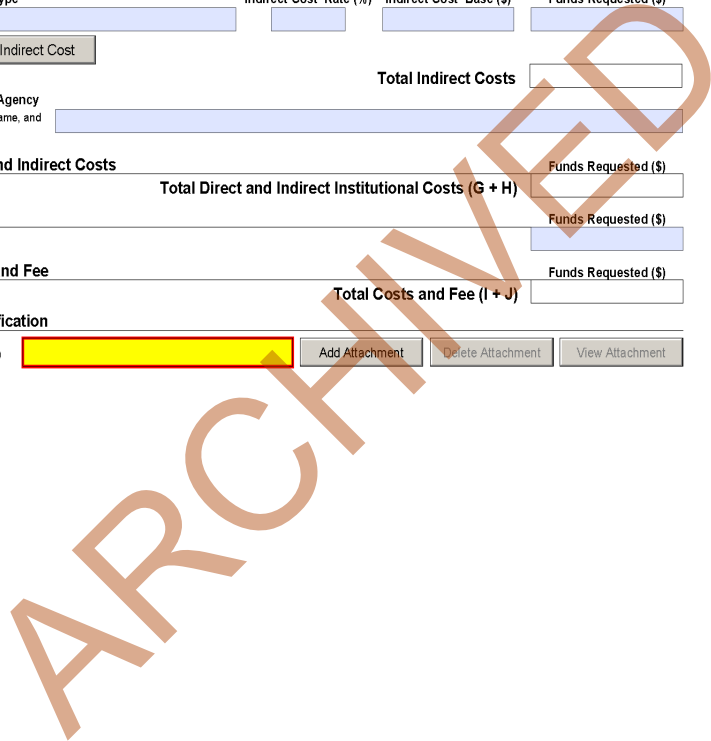 ype Indirect Cost Rate (%) Indirect Cost Base ($) Funds Requested ($)
Indirect Cost
Total Indirect Costs
Agency
ame, and
nd Indirect Costs Funds Requested ($)
Total Direct and Indirect Institutional Costs (G + H)
Funds Requested ($)
nd Fee Funds Requested ($)
Total Costs and Fee (I + J)
fication
Add Attachment Delete Attachment View Attachment
ARCHIVED